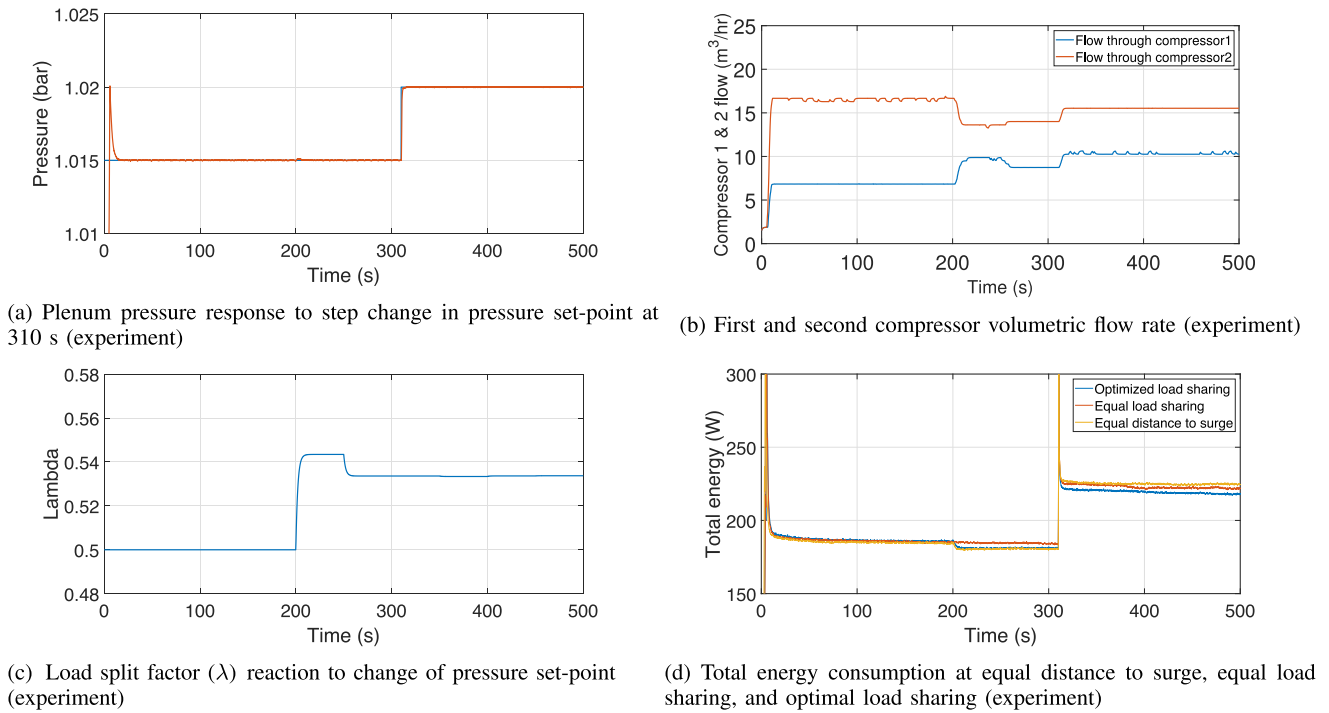 1.02
1.015
1.01
Pressure (bar)
0 100 200 300 400 500
Time (s)
(a) Plenum pressure response to step change in pressure set-point at
310 s (experiment)
25
20
15
10
5
0
Compressor 1 & 2 flow (m³/hr)
Flow through compressor1
Flow through compressor2
0 100 200 300 400 500
Time (s)
(b) First and second compressor volumetric flow rate (experiment)
0.58
0.56
0.54
0.52
0.5
0.48
Lambda
0 100 200 300 400 500
Time (s)
(c) Load split factor (λ) reaction to change of pressure set-point
(experiment)
300
250
200
150
Total energy (W)
Optimized load sharing
Equal load sharing
Equal distance to surge
0 100 200 300 400 500
Time (s)
(d) Total energy consumption at equal distance to surge, equal load
sharing, and optimal load sharing (experiment)